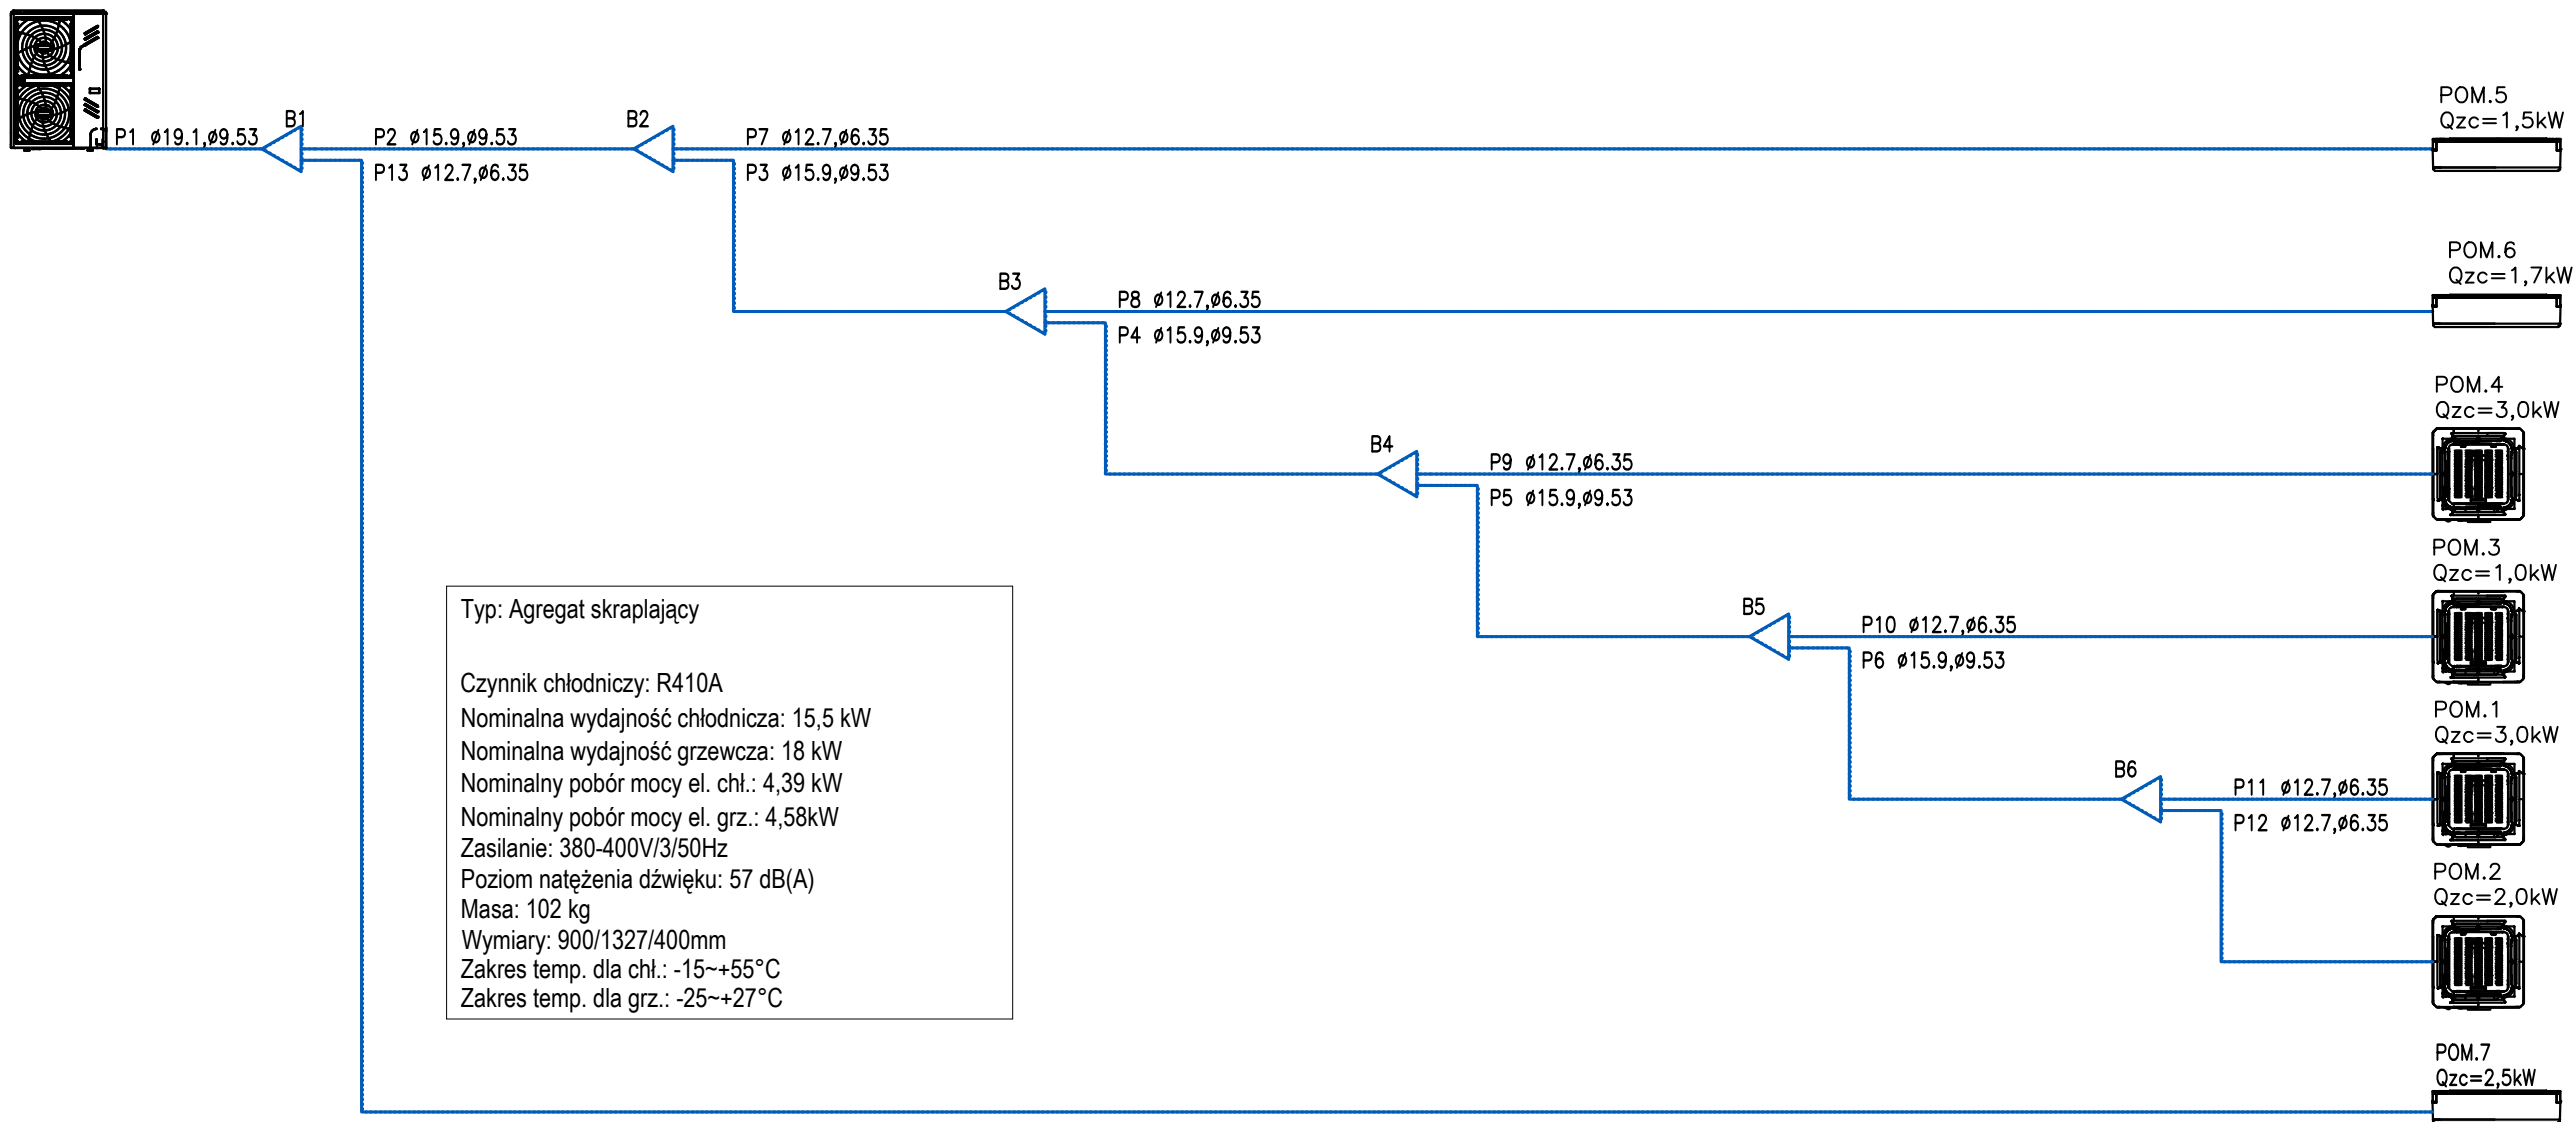 POM.5
Qzc=1,5kW
B1
B2
P1 ø19.1,ø9.53
P2 ø15.9,ø9.53
P7 ø12.7,ø6.35
P13 ø12.7,ø6.35
P3 ø15.9,ø9.53
POM.6
Qzc=1,7kW
B3
P8 ø12.7,ø6.35
P4 ø15.9,ø9.53
POM.4
Qzc=3,0kW
B4
P9 ø12.7,ø6.35
P5 ø15.9,ø9.53
POM.3
Qzc=1,0kW
B5
P10 ø12.7,ø6.35
P6 ø15.9,ø9.53
POM.1
Qzc=3,0kW
B6
P11 ø12.7,ø6.35
P12 ø12.7,ø6.35
POM.2
Qzc=2,0kW
POM.7
Qzc=2,5kW
Typ: Agregat skraplający
Czynnik chłodniczy: R410A
Nominalna wydajność chłodnicza: 15,5 kW
Nominalna wydajność grzewcza: 18 kW
Nominalny pobór mocy el. chł.: 4,39 kW
Nominalny pobór mocy el. grz.: 4,58kW
Zasilanie: 380-400V/3/50Hz
Poziom natężenia dźwięku: 57 dB(A)
Masa: 102 kg
Wymiary: 900/1327/400mm
Zakres temp. dla chł.: -15~+55°C
Zakres temp. dla grz.: -25~+27°C